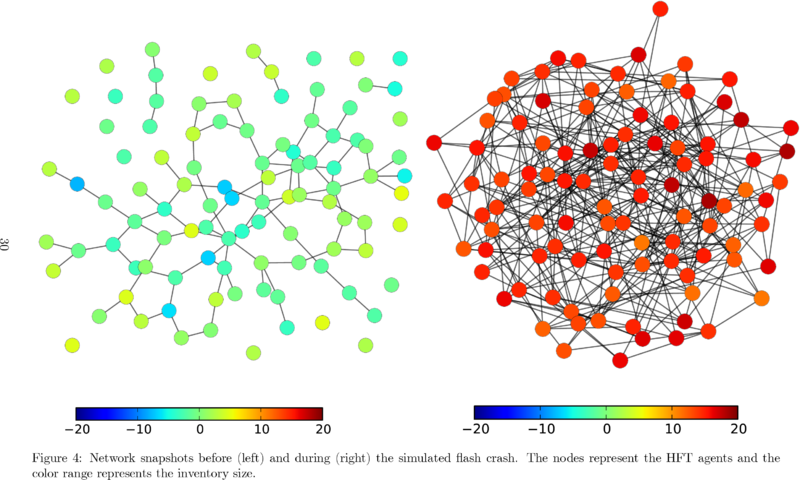 30
−20 −10 0 10 20
−20 −10 0 10 20
Figure 4: Network snapshots before (left) and during (right) the simulated flash crash. The nodes represent the HFT agents and the
color range represents the inventory size.